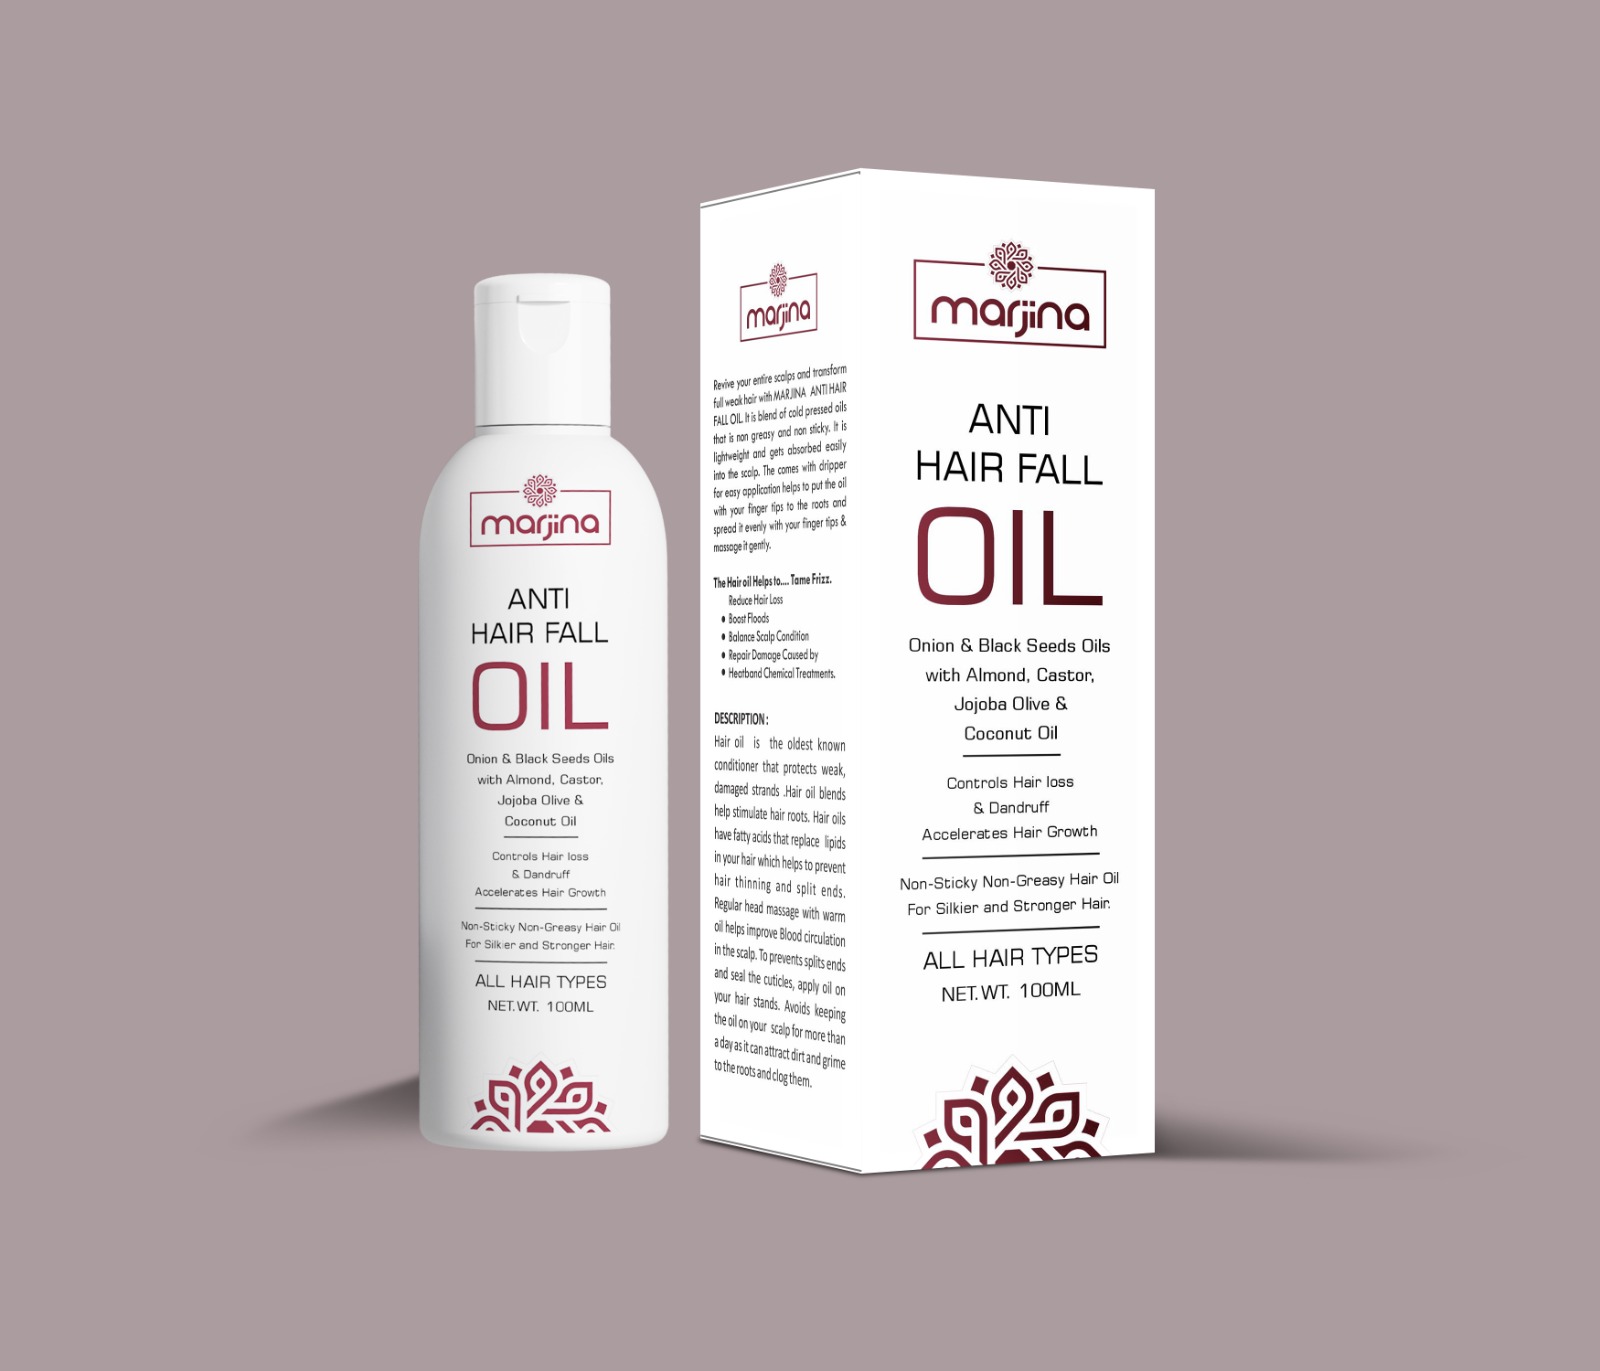 marjina
ANTI
HAIR FALL
OIL
Onion & Black Seeds Oils
with Almond, Castor,
Jojoba Olive &
Coconut Oil
Controls Hair loss
& Dandruff
Accelerates Hair Growth
Non-Sticky Non-Greasy Hair Oil
For Silkier and Stronger Hair.
ALL HAIR TYPES
NET.WT. 100ML
marjina
Revive your entire scalps and transform
full weak hair with MARJINA ANTI HAIR
FALL OIL. It is blend of cold pressed oils
that is non greasy and non sticky. It is
lightweight and gets absorbed easily
into the scalp. The comes with dripper
for easy application helps to put the oil
with your finger tips to the roots and
spread it evenly with your finger tips &
massage it gently.
The Hair oil Helps to.... Tame Frizz.
Reduce Hair Loss
• Boost Floods
• Balance Scalp Condition
• Repair Damage Caused by
• Heatband Chemical Treatments.
DESCRIPTION :
Hair oil is the oldest known
conditioner that protects weak,
damaged strands .Hair oil blends
help stimulate hair roots. Hair oils
have fatty acids that replace lipids
in your hair which helps to prevent
hair thinning and split ends.
Regular head massage with warm
oil helps improve Blood circulation
in the scalp. To prevents splits ends
and seal the cuticles, apply oil on
your hair stands. Avoids keeping
the oil on your scalp for more than
a day as it can attract dirt and grime
to the roots and clog them.
marjina
ANTI
HAIR FALL
OIL
Onion & Black Seeds Oils
with Almond, Castor,
Jojoba Olive &
Coconut Oil
Controls Hair loss
& Dandruff
Accelerates Hair Growth
Non-Sticky Non-Greasy Hair Oil
For Silkier and Stronger Hair.
ALL HAIR TYPES
NET.WT. 100ML